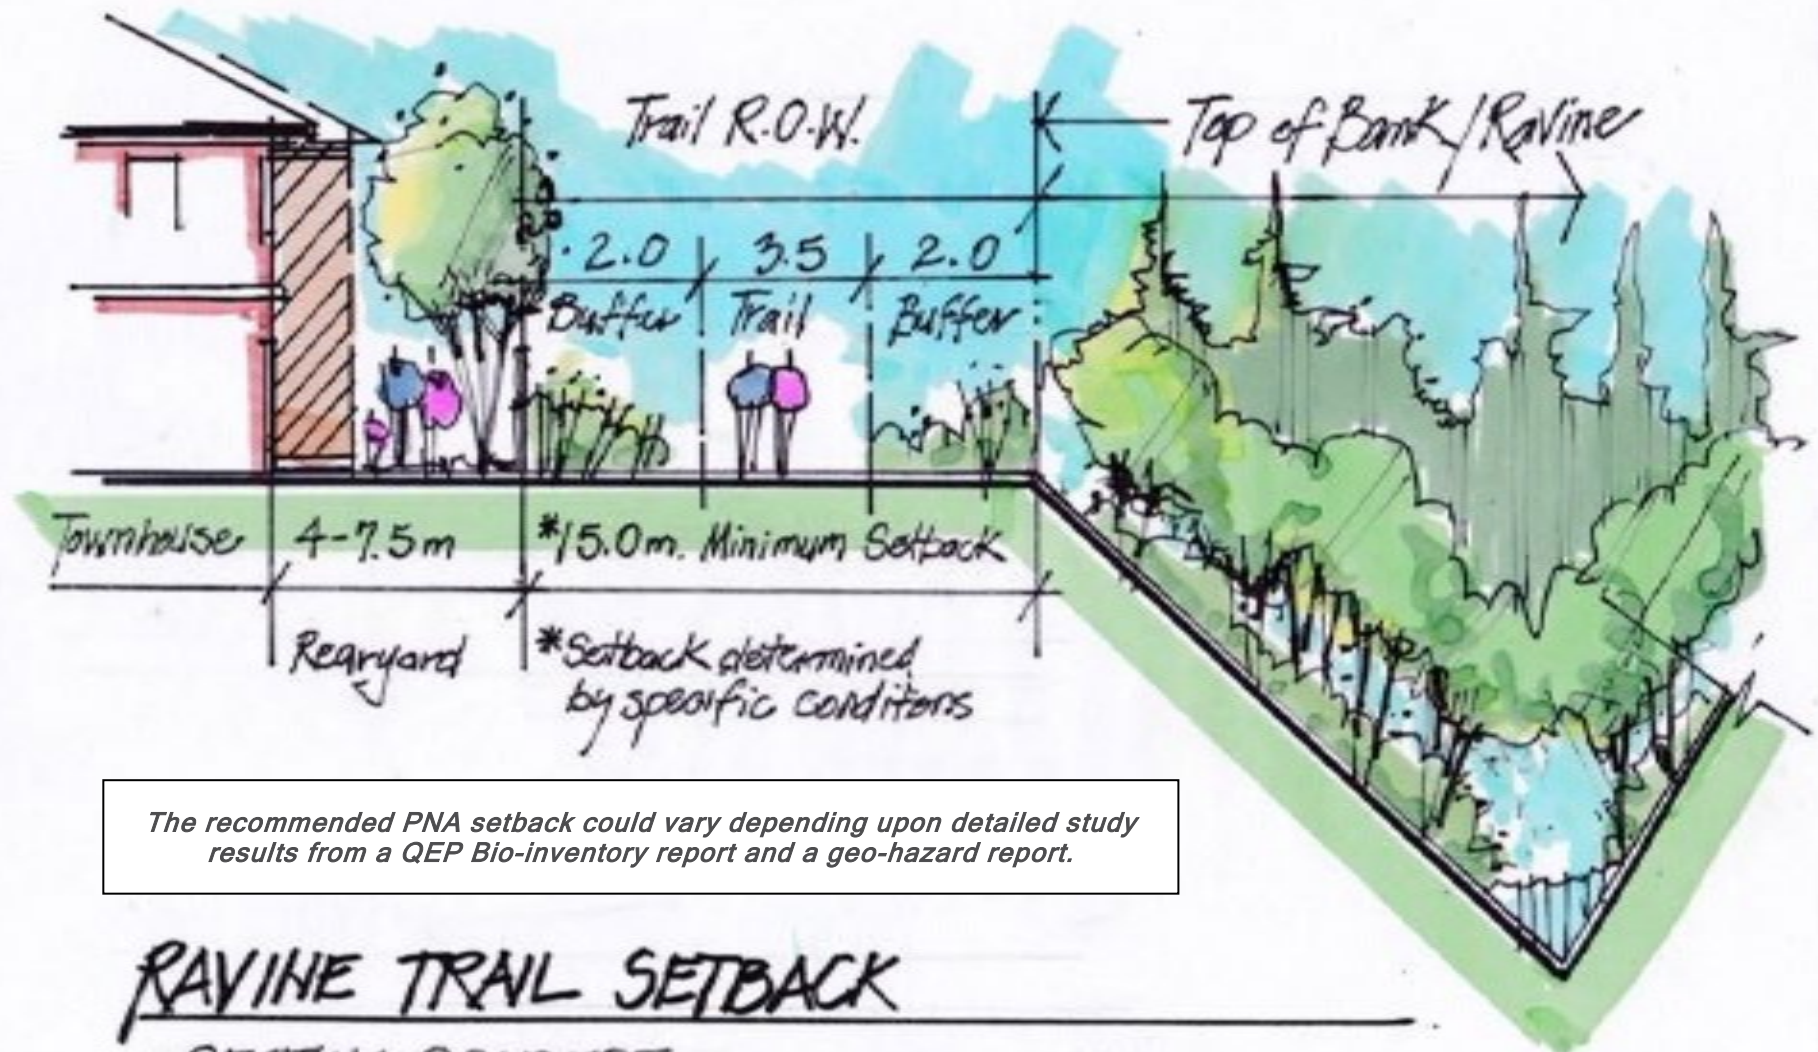 Trail R.O.W.
Top of Bank/Ravine
2.0
3.5
2.0
Buffer
Trail
Buffer
Townhouse
4-7.5m
*15.0m. Minimum Setback
Rearyard
*Setback determined
by specific conditions
The recommended PNA setback could vary depending upon detailed study
results from a QEP Bio-inventory report and a geo-hazard report.
RAVINE TRAIL SETBACK